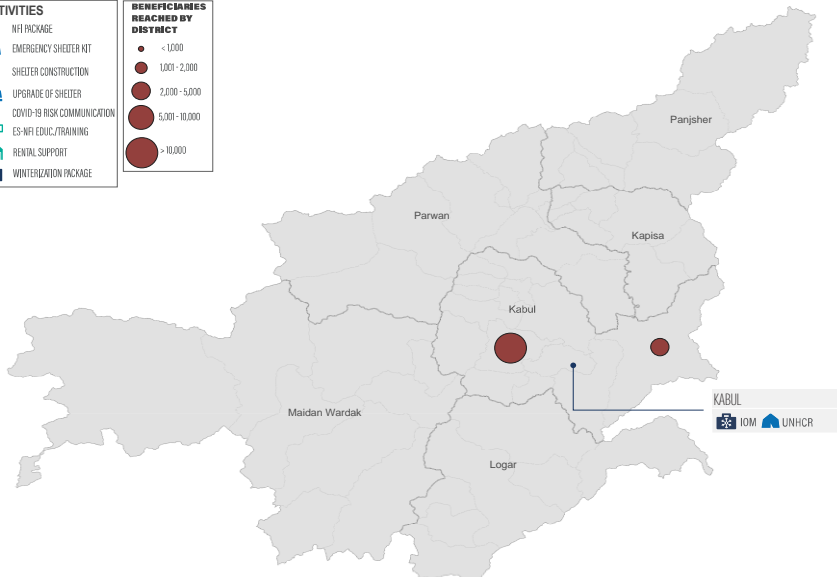 TIVITIES
NFI PACKAGE
EMERGENCY SHELTER KIT
SHELTER CONSTRUCTION
UPGRADE OF SHELTER
COVID-19 RISK COMMUNICATION
ES-NFI EDUC./TRAINING
RENTAL SUPPORT
WINTERIZATION PACKAGE
BENEFICIARIES
REACHED BY
DISTRICT
< 1,000
1,001 - 2,000
2,000 - 5,000
5,001 - 10,000
> 10,000
Panjsher
Parwan
Kapisa
Kabul
Maidan Wardak
Logar
KABUL
IOM UNHCR